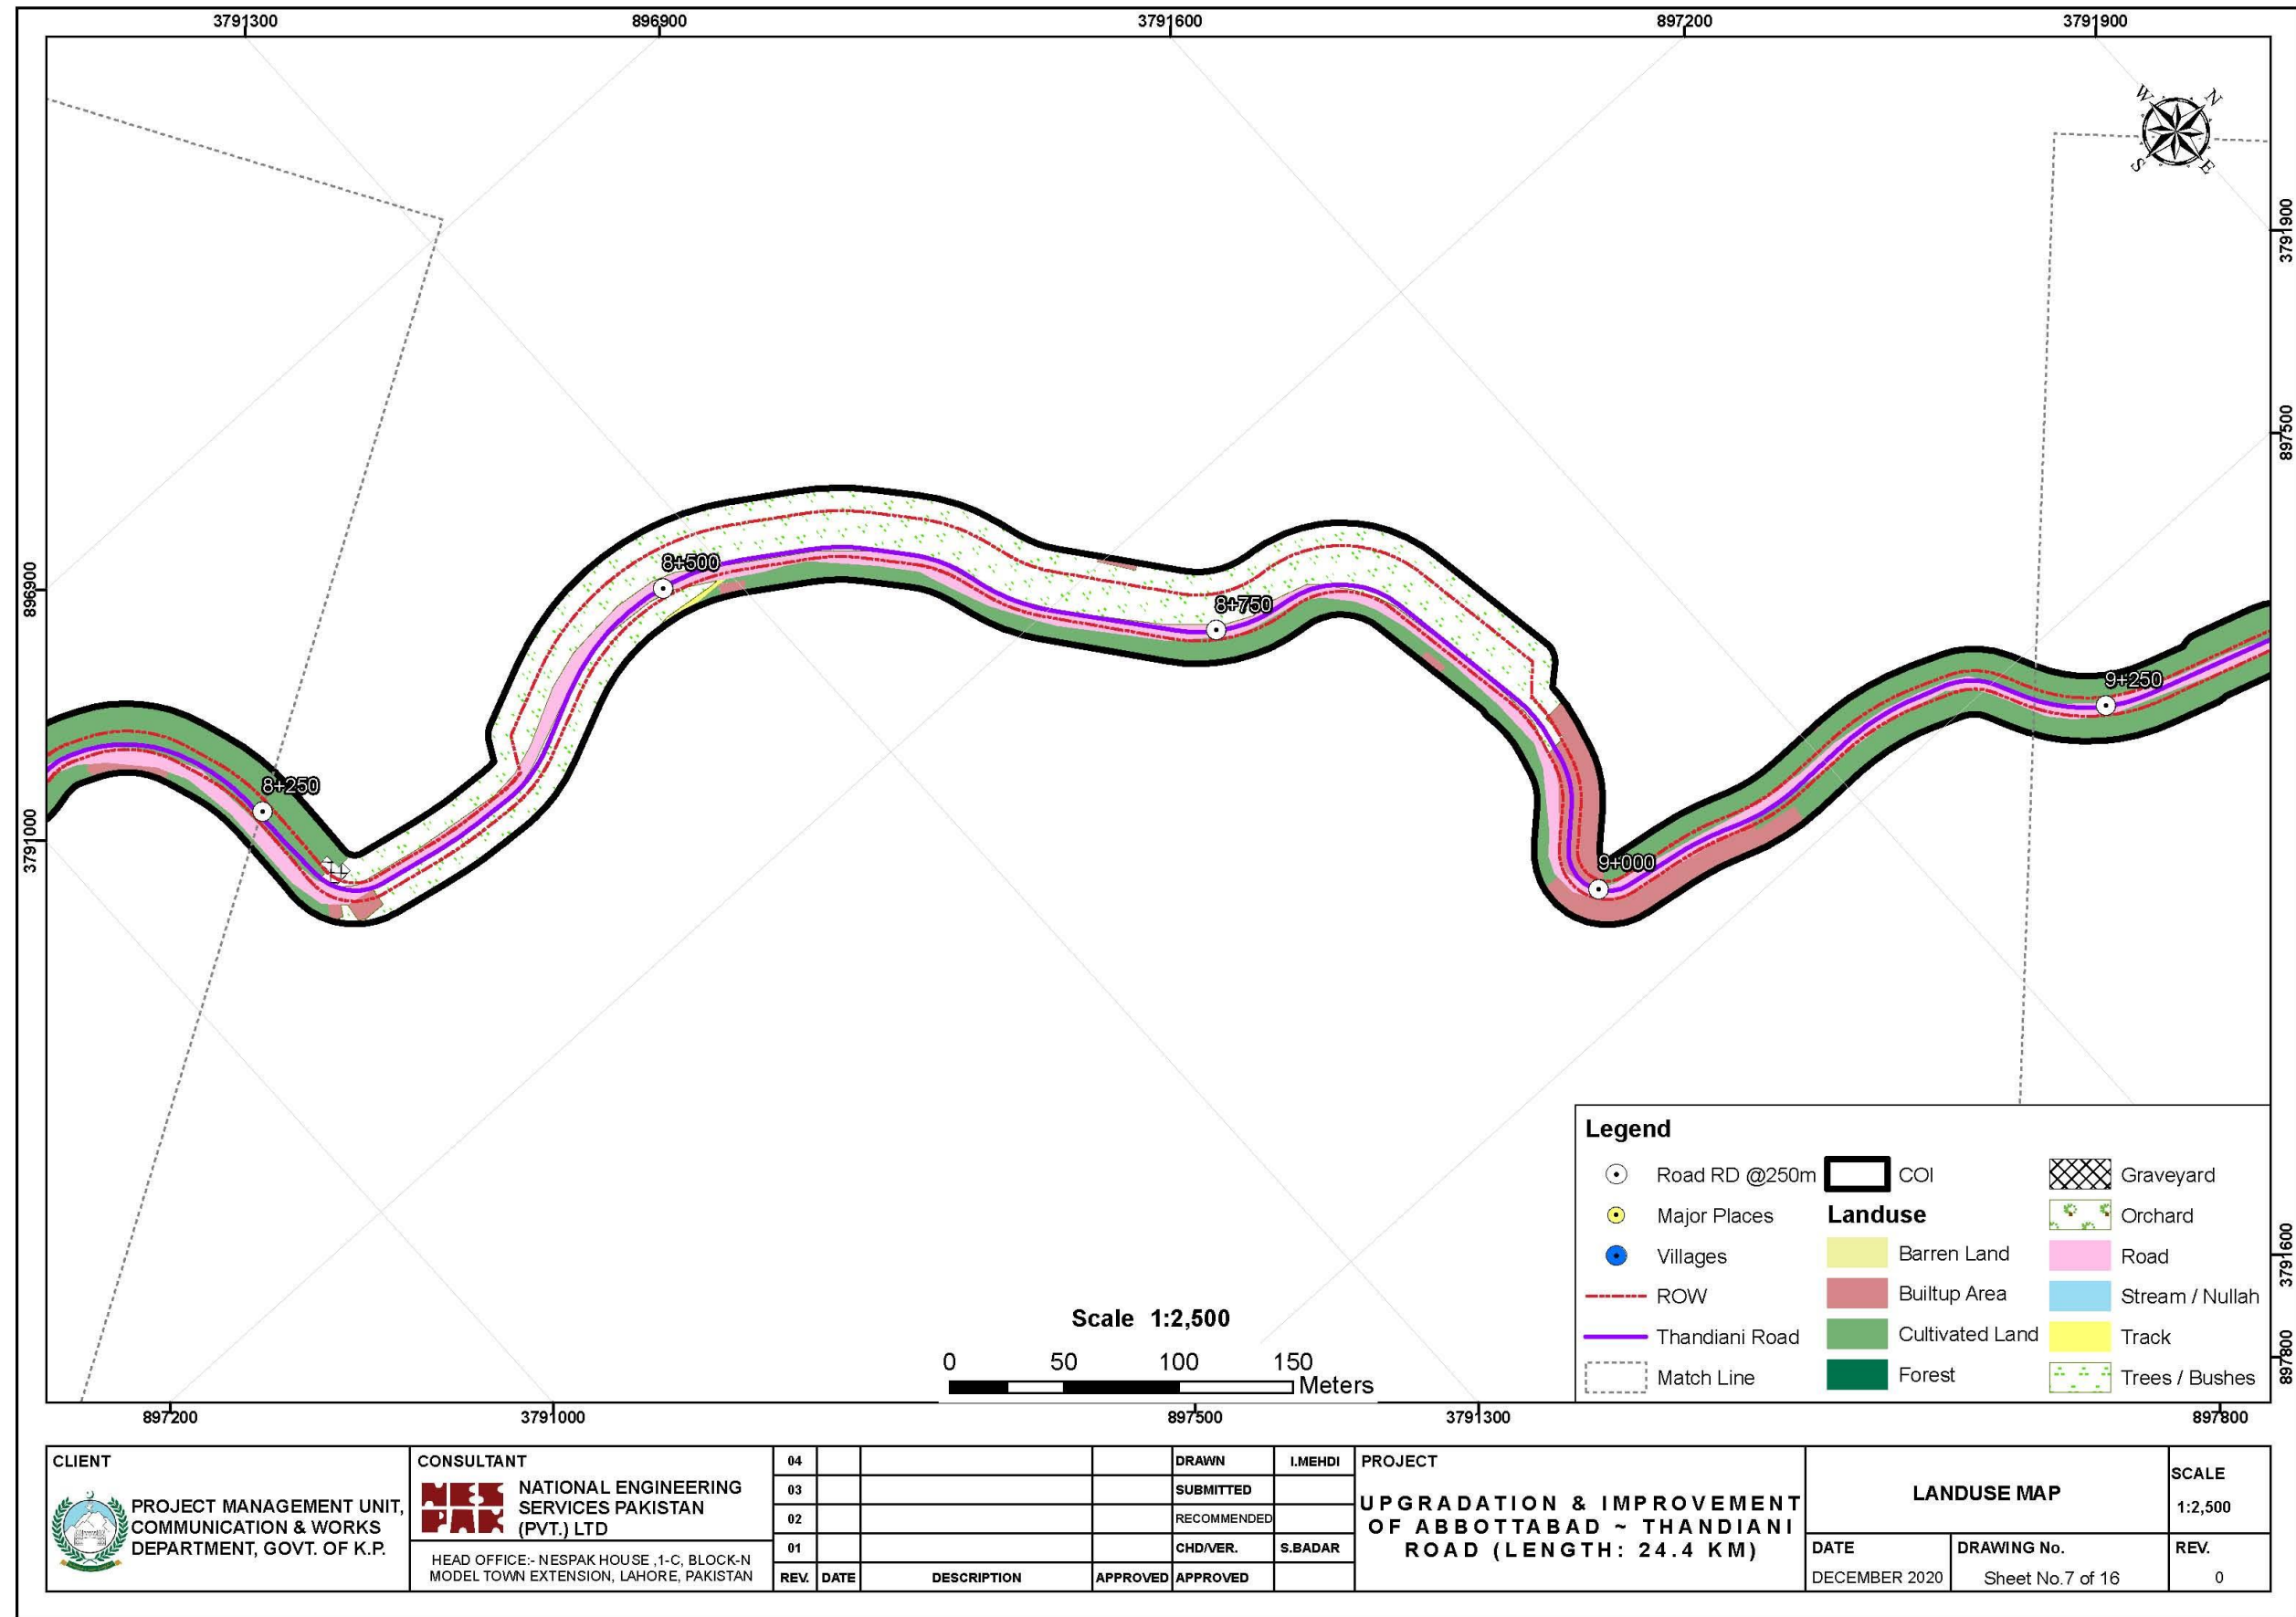 3791300 896900 3791600 897200 3791900
W N
S E
3791900
897500
896900
3791000
3791600
897800
8+250
8+500
8+750
9+000
9+250
Legend
Road RD @250m
Major Places
Villages
ROW
Thandiani Road
Match Line
COI
Landuse
Barren Land
Builtup Area
Cultivated Land
Forest
Graveyard
Orchard
Road
Stream / Nullah
Track
Trees / Bushes
Scale 1:2,500
0 50 100 150
Meters
897200 3791000 897500 3791300 897800
CLIENT
PROJECT MANAGEMENT UNIT,
COMMUNICATION & WORKS
DEPARTMENT, GOVT. OF K.P.
CONSULTANT
NES
PAK
NATIONAL ENGINEERING
SERVICES PAKISTAN
(PVT.) LTD
HEAD OFFICE:- NESPAK HOUSE ,1-C, BLOCK-N
MODEL TOWN EXTENSION, LAHORE, PAKISTAN
04 DRAWN I.MEHDI
03 SUBMITTED
02 RECOMMENDED
01 CHD/VER. S.BADAR
REV. DATE DESCRIPTION APPROVED APPROVED
PROJECT
UPGRADATION & IMPROVEMENT
OF ABBOTTABAD ~ THANDIANI
ROAD (LENGTH: 24.4 KM)
LANDUSE MAP
SCALE
1:2,500
DATE
DECEMBER 2020
DRAWING No.
Sheet No.7 of 16
REV.
0